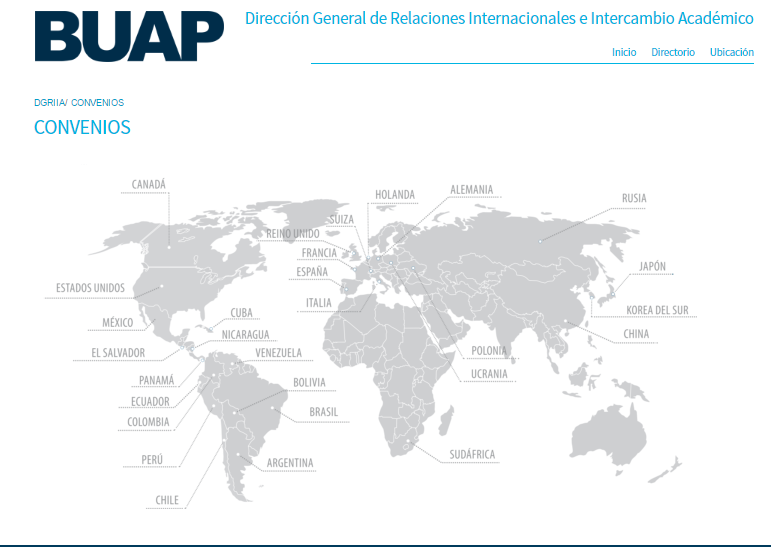 BUAP
Dirección General de Relaciones Internacionales e Intercambio Académico
Inicio Directorio Ubicación
DGRIIA/ CONVENIOS
CONVENIOS
CANADÁ
HOLANDA
ALEMANIA
RUSIA
SUIZA
REINO UNIDO
FRANCIA
ESPAÑA
JAPÓN
ESTADOS UNIDOS
ITALIA
KOREA DEL SUR
CUBA
MÉXICO
NICARAGUA
CHINA
EL SALVADOR
VENEZUELA
POLONIA
UCRANIA
PANAMÁ
BOLIVIA
ECUADOR
BRASIL
COLOMBIA
PERÚ
ARGENTINA
SUDÁFRICA
CHILE